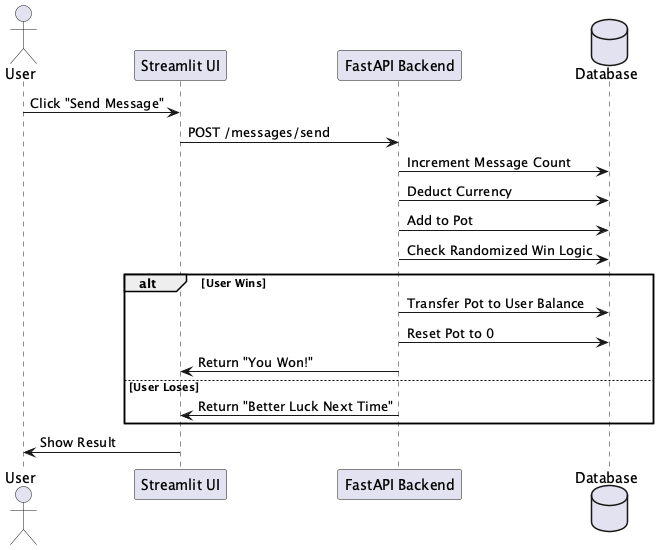 User
Streamlit UI
FastAPI Backend
Database
Click "Send Message"
POST /messages/send
Increment Message Count
Deduct Currency
Add to Pot
Check Randomized Win Logic
alt
[User Wins]
Transfer Pot to User Balance
Reset Pot to 0
Return "You Won!"
[User Loses]
Return "Better Luck Next Time"
Show Result
User
Streamlit UI
FastAPI Backend
Database